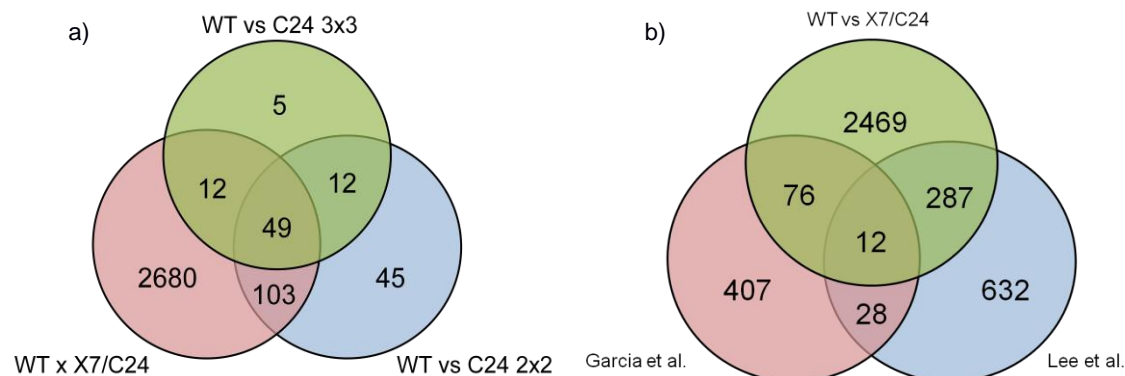 a)
WT vs C24 3x3
5
12
12
49
2680
103
45
WT x X7/C24
WT vs C24 2x2
b)
WT vs X7/C24
2469
76
287
12
407
28
632
Garcia et al.
Lee et al.